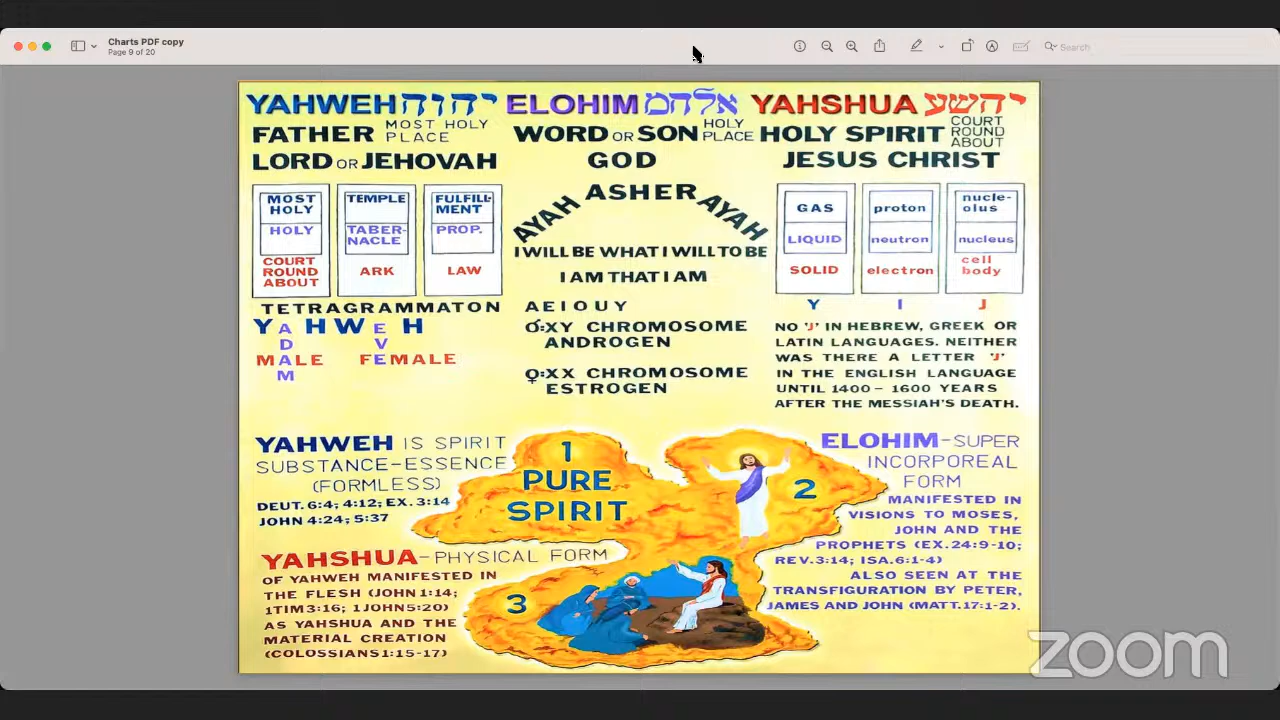 Charts PDF copy
Page 9 of 20
Search
YAHWEH יהוה ELOHIM אלהמ YAHSHUA יהשע
FATHER MOST HOLY PLACE WORD OR SON HOLY PLACE HOLY SPIRIT COURT ROUND ABOUT
LORD OR JEHOVAH GOD JESUS CHRIST
MOST HOLY
HOLY
COURT ROUND ABOUT
TEMPLE
TABER-
NACLE
ARK
FULFILL-
MENT
PROP.
LAW
AYAH ASHER AYAH
I WILL BE WHAT I WILL TO BE
I AM THAT I AM
GAS
LIQUID
SOLID
proton
neutron
electron
nucle-
olus
nucleus
cell
body
Y I J
TETRAGRAMMATON
YAHWEH
ADAM
EVE
MALE FEMALE
A E I O U Y
♂:XY CHROMOSOME
ANDROGEN
♀:XX CHROMOSOME
ESTROGEN
NO 'J' IN HEBREW, GREEK OR
LATIN LANGUAGES. NEITHER
WAS THERE A LETTER 'J'
IN THE ENGLISH LANGUAGE
UNTIL 1400 – 1600 YEARS
AFTER THE MESSIAH'S DEATH.
YAHWEH IS SPIRIT
SUBSTANCE-ESSENCE
(FORMLESS)
DEUT. 6:4; 4:12; EX. 3:14
JOHN 4:24; 5:37
1
PURE
SPIRIT
2
ELOHIM-SUPER
INCORPOREAL
FORM
MANIFESTED IN
VISIONS TO MOSES,
JOHN AND THE
PROPHETS (EX.24:9-10;
REV.3:14; ISA.6:1-4)
ALSO SEEN AT THE
TRANSFIGURATION BY PETER,
JAMES AND JOHN (MATT.17:1-2).
YAHSHUA-PHYSICAL FORM
OF YAHWEH MANIFESTED IN
THE FLESH (JOHN 1:14;
1TIM3:16; 1JOHN5:20)
AS YAHSHUA AND THE
MATERIAL CREATION
(COLOSSIANS1:15-17)
3
zoom